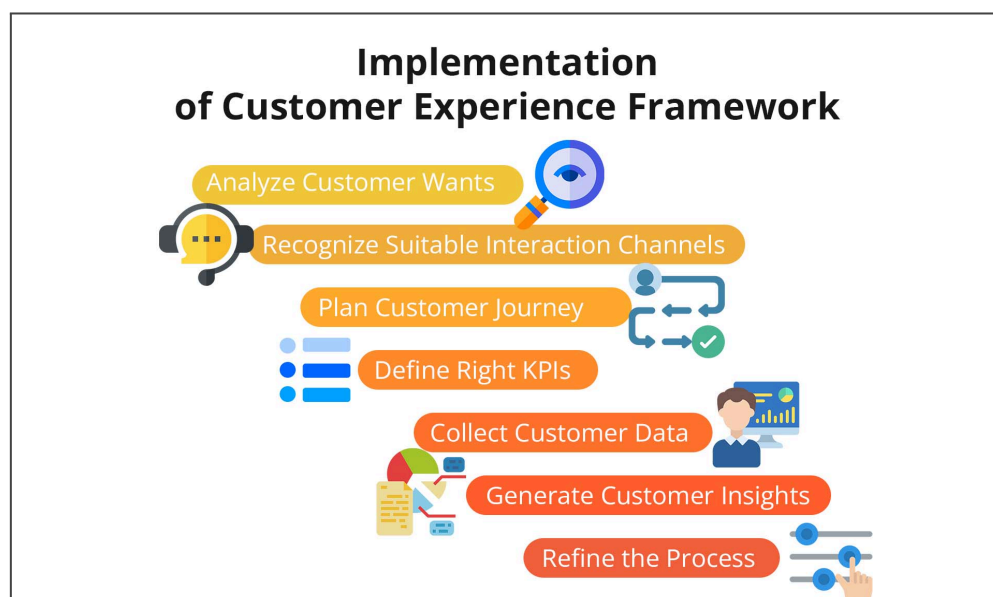 Implementation
of Customer Experience Framework
Analyze Customer Wants
Recognize Suitable Interaction Channels
Plan Customer Journey
Define Right KPIs
Collect Customer Data
Generate Customer Insights
Refine the Process